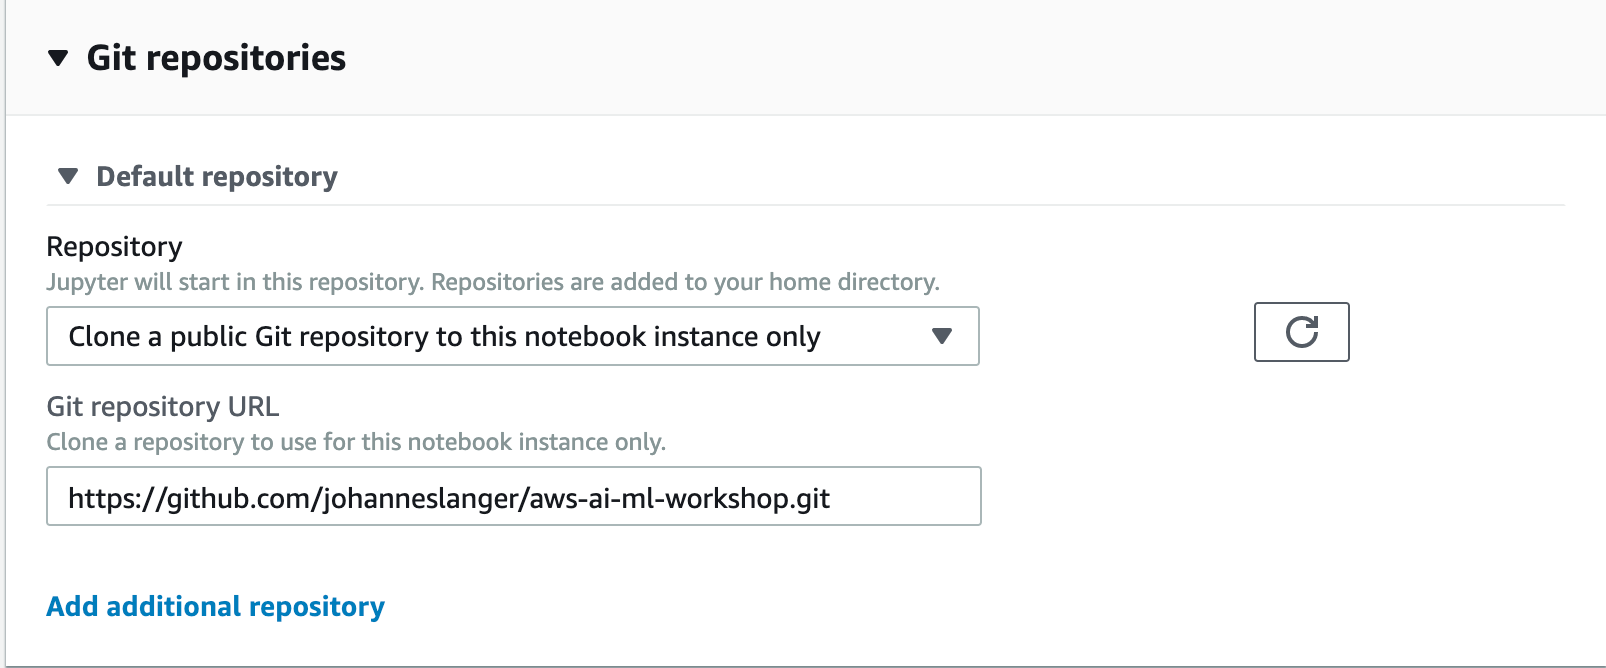 Git repositories
Default repository
Repository
Jupyter will start in this repository. Repositories are added to your home directory.
Clone a public Git repository to this notebook instance only
Git repository URL
Clone a repository to use for this notebook instance only.
https://github.com/johanneslanger/aws-ai-ml-workshop.git
Add additional repository